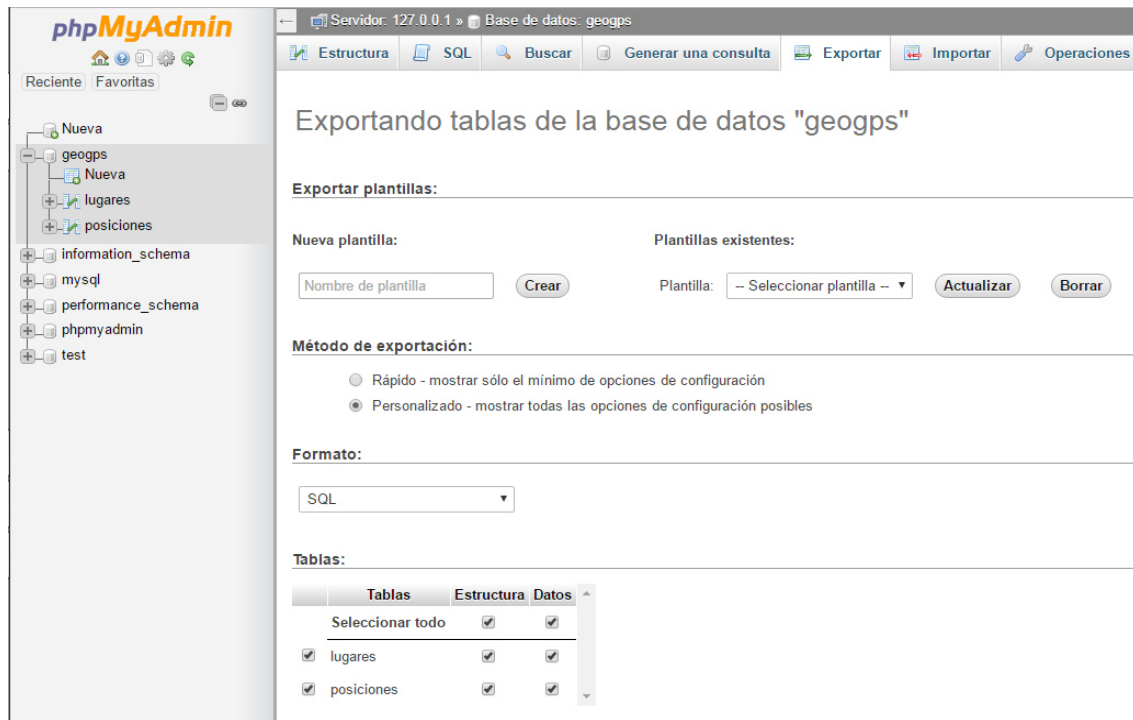 phpMyAdmin
Reciente Favoritas
Nueva
geogps
Nueva
lugares
posiciones
information_schema
mysql
performance_schema
phpmyadmin
test
← Servidor: 127.0.0.1 » Base de datos: geogps
Estructura SQL Buscar Generar una consulta Exportar Importar Operaciones
Exportando tablas de la base de datos "geogps"
Exportar plantillas:
Nueva plantilla: Plantillas existentes:
Nombre de plantilla Crear Plantilla: -- Seleccionar plantilla -- Actualizar Borrar
Método de exportación:
Rápido - mostrar sólo el mínimo de opciones de configuración
Personalizado - mostrar todas las opciones de configuración posibles
Formato:
SQL
Tablas:
Tablas Estructura Datos
Seleccionar todo
lugares
posiciones